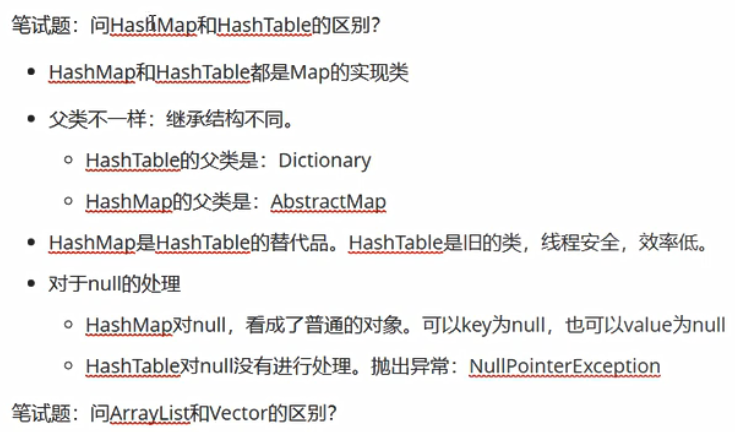 笔试题：问HashMap和HashTable的区别？
• HashMap和HashTable都是Map的实现类
• 父类不一样：继承结构不同。
◦ HashTable的父类是：Dictionary
◦ HashMap的父类是：AbstractMap
• HashMap是HashTable的替代品。HashTable是旧的类，线程安全，效率低。
• 对于null的处理
◦ HashMap对null，看成了普通的对象。可以key为null，也可以value为null
◦ HashTable对null没有进行处理。抛出异常：NullPointerException
笔试题：问ArrayList和Vector的区别？